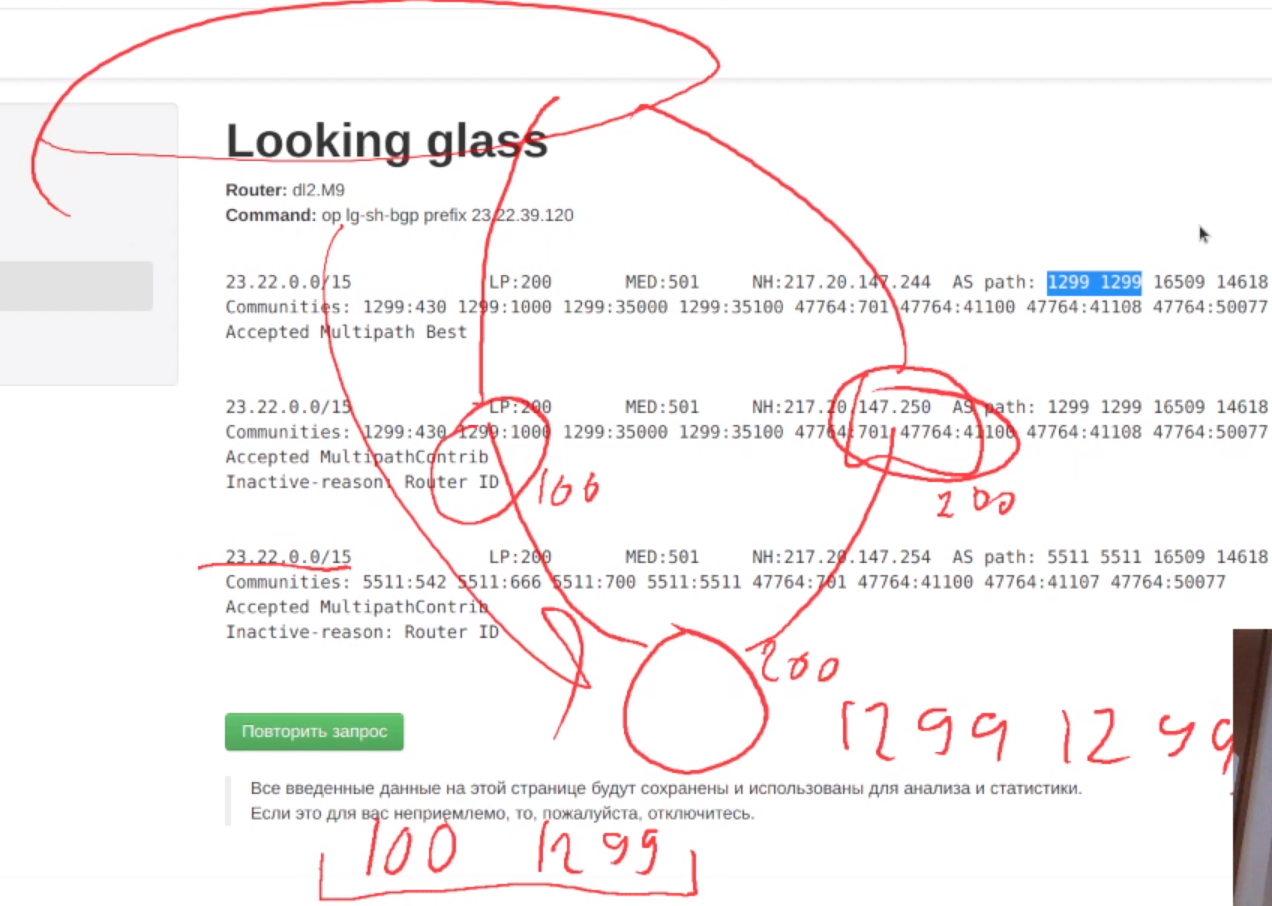 Looking glass
Router: dl2.M9
Command: op lg-sh-bgp prefix 23.22.39.120
23.22.0.0/15 LP:200 MED:501 NH:217.20.147.244 AS path: 1299 1299 16509 14618
Communities: 1299:430 1299:1000 1299:35000 1299:35100 47764:701 47764:41100 47764:41108 47764:50077
Accepted Multipath Best
23.22.0.0/15 LP:200 MED:501 NH:217.20.147.250 AS path: 1299 1299 16509 14618
Communities: 1299:430 1299:1000 1299:35000 1299:35100 47764:701 47764:41100 47764:41108 47764:50077
Accepted MultipathContrib
Inactive-reason: Router ID
100
200
23.22.0.0/15 LP:200 MED:501 NH:217.20.147.254 AS path: 5511 5511 16509 14618
Communities: 5511:542 5511:666 5511:700 5511:5511 47764:701 47764:41100 47764:41107 47764:50077
Accepted MultipathContrib
Inactive-reason: Router ID
200
1299 1299
Повторить запрос
Все введенные данные на этой странице будут сохранены и использованы для анализа и статистики.
Если это для вас неприемлемо, то, пожалуйста, отключитесь.
100 1299